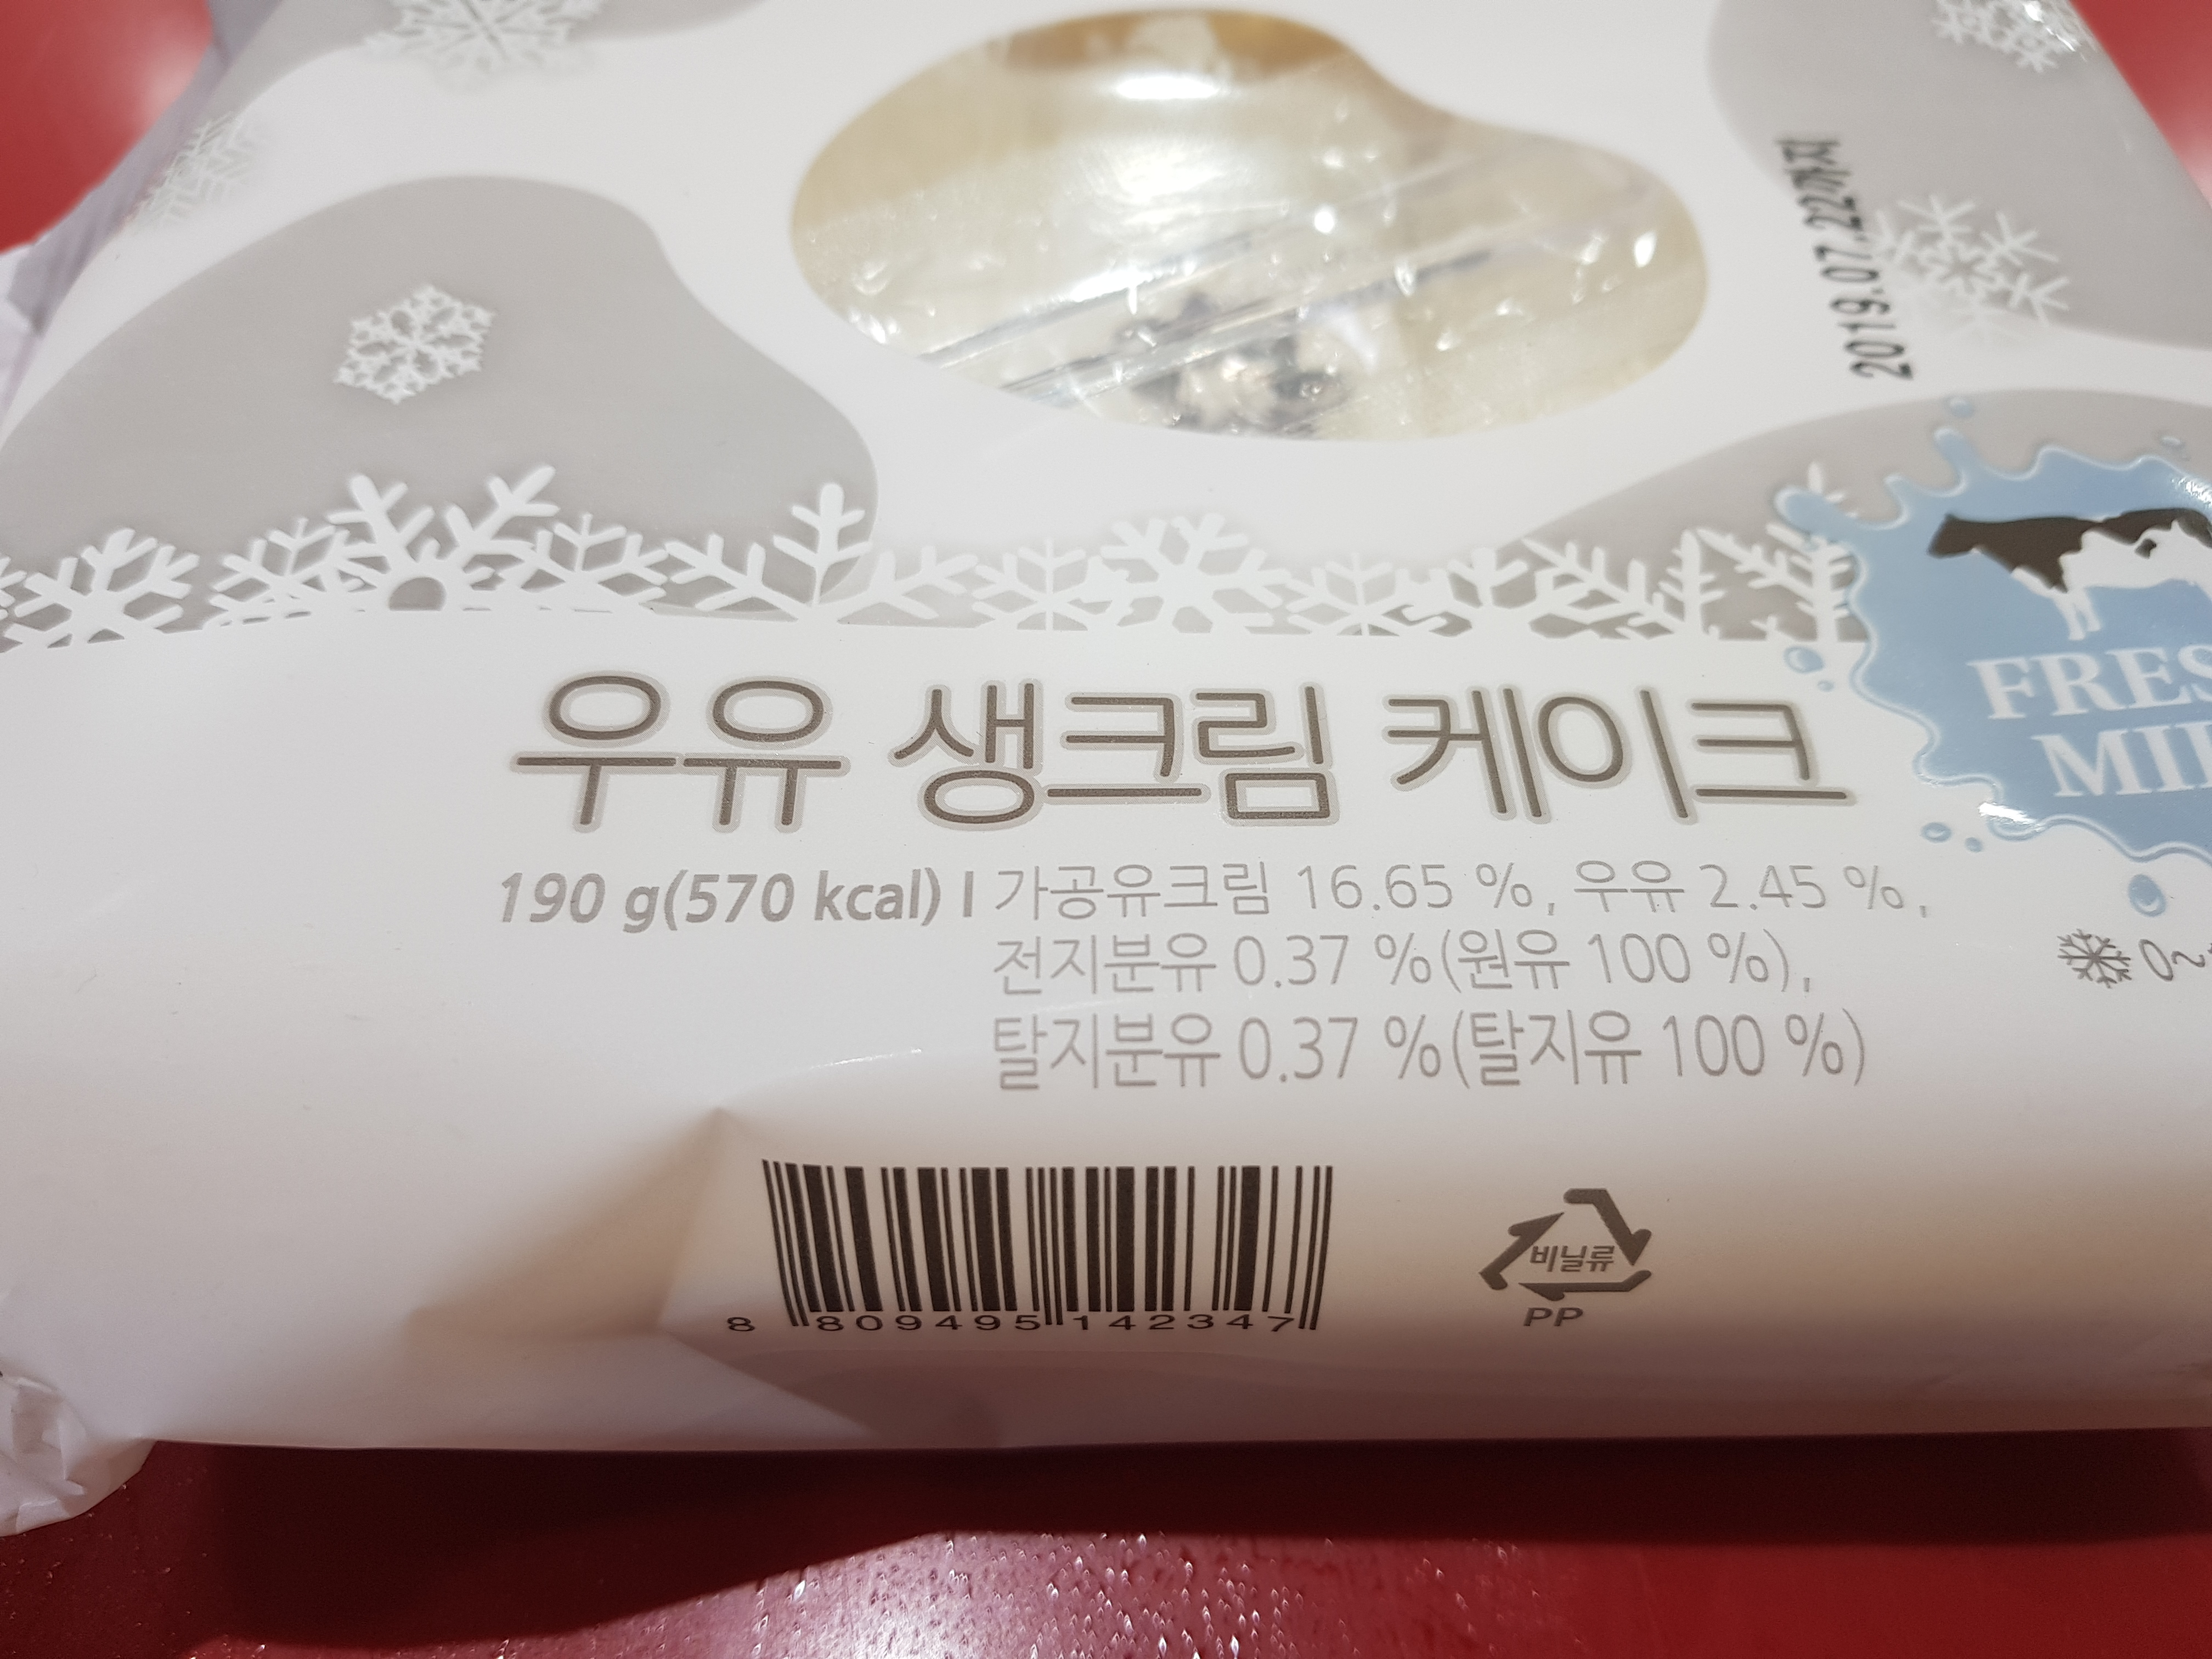 2019.07.22까지
FRES
MIL
우유 생크림 케이크
190 g(570 kcal) I 가공유크림 16.65 %, 우유 2.45 %,
전지분유 0.37 %(원유 100 %),
탈지분유 0.37 %(탈지유 100 %)
8 809495 142347
비닐류
PP